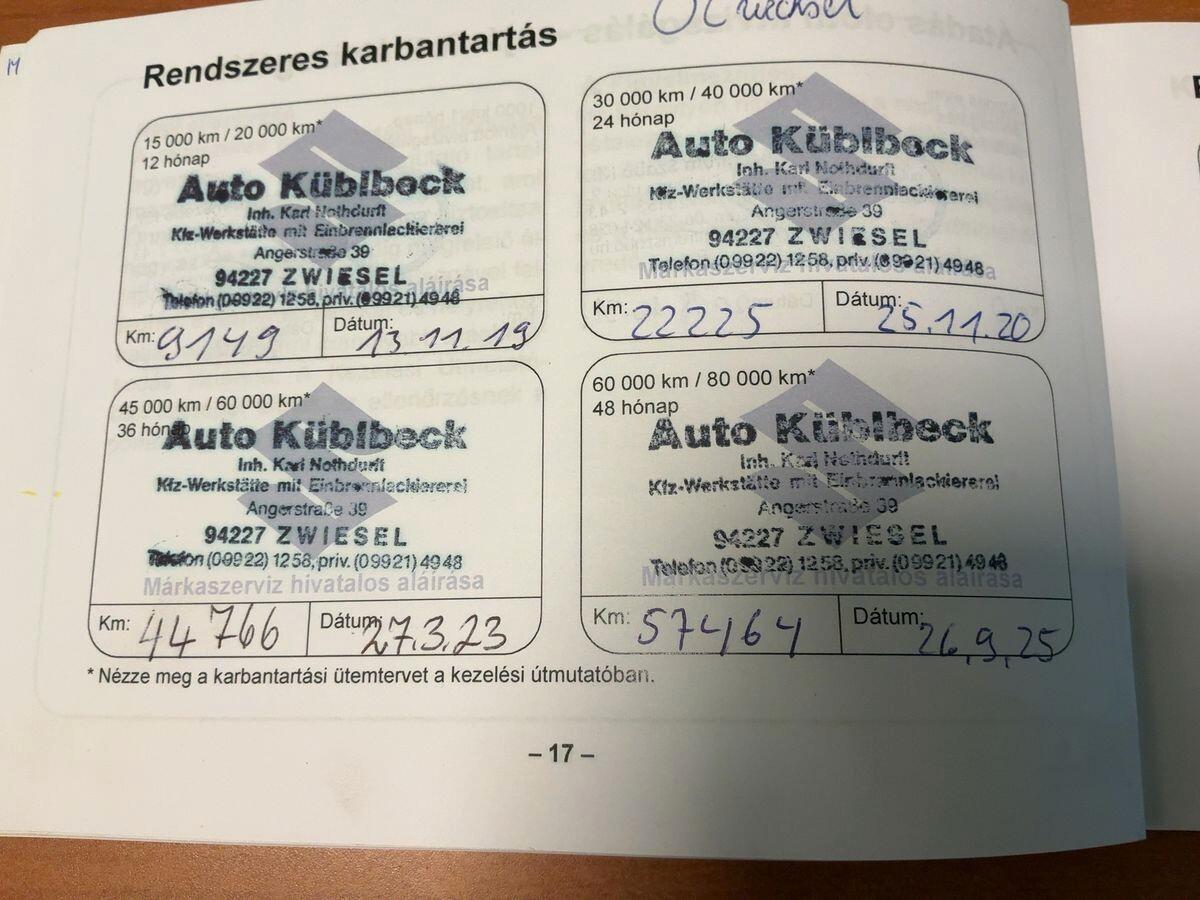 Ölwechsel
Rendszeres karbantartás
15 000 km / 20 000 km*
12 hónap
Auto Küblbeck
Inh. Karl Nothdurft
Kfz-Werkstätte mit Einbrennlackiererei
Angerstraße 39
94227 ZWIESEL
Telefon (09922) 1258, priv. (09921) 4948
hivatalos aláírása
Km: 9149 Dátum: 13.11.19
30 000 km / 40 000 km*
24 hónap
Auto Küblbeck
Inh. Karl Nothdurft
Kfz-Werkstätte mit Einbrennlackiererei
Angerstraße 39
94227 ZWIESEL
Telefon (09922) 1258, priv. (09921) 4948
Márkaszerviz hivatalos aláírása
Km: 22225 Dátum: 25.11.20
45 000 km / 60 000 km*
36 hónap
Auto Küblbeck
Inh. Karl Nothdurft
Kfz-Werkstätte mit Einbrennlackiererei
Angerstraße 39
94227 ZWIESEL
Telefon (09922) 1258, priv. (09921) 4948
Márkaszerviz hivatalos aláírása
Km: 44766 Dátum: 27.3.23
60 000 km / 80 000 km*
48 hónap
Auto Küblbeck
Inh. Karl Nothdurft
Kfz-Werkstätte mit Einbrennlackiererei
Angerstraße 39
94227 ZWIESEL
Telefon (09922) 1258, priv. (09921) 4948
Márkaszerviz hivatalos aláírása
Km: 57464 Dátum: 26.9.25
* Nézze meg a karbantartási ütemtervet a kezelési útmutatóban.
– 17 –